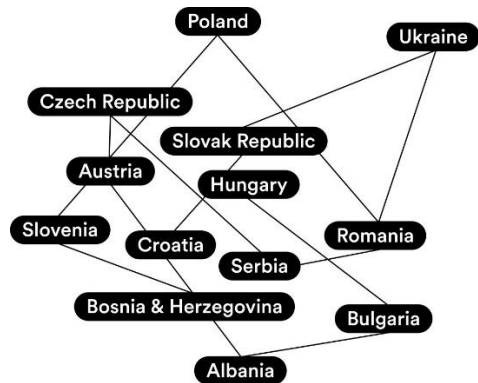 Poland
Ukraine
Czech Republic
Slovak Republic
Austria
Hungary
Slovenia
Croatia
Romania
Serbia
Bosnia & Herzegovina
Bulgaria
Albania